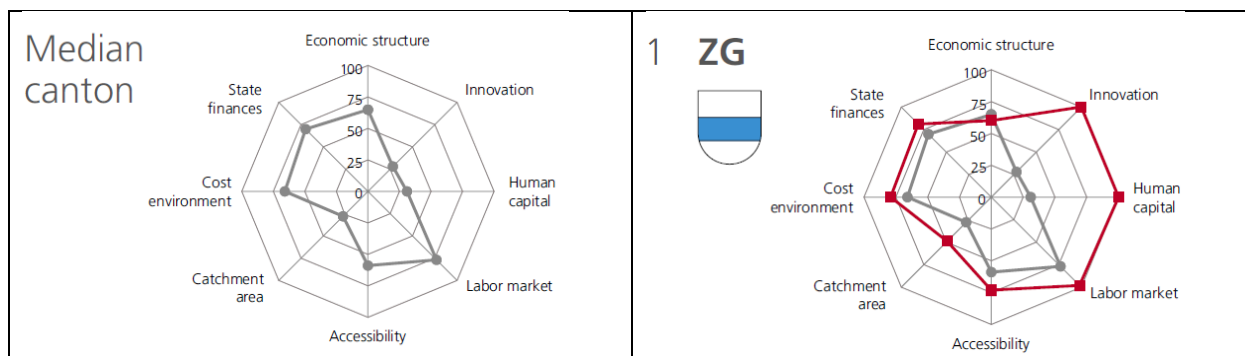 Median
canton
Economic structure
100
75
50
25
0
Innovation
Human
capital
Labor market
Accessibility
Catchment
area
Cost
environment
State
finances
1 ZG
Economic structure
100
75
50
25
0
Innovation
Human
capital
Labor market
Accessibility
Catchment
area
Cost
environment
State
finances